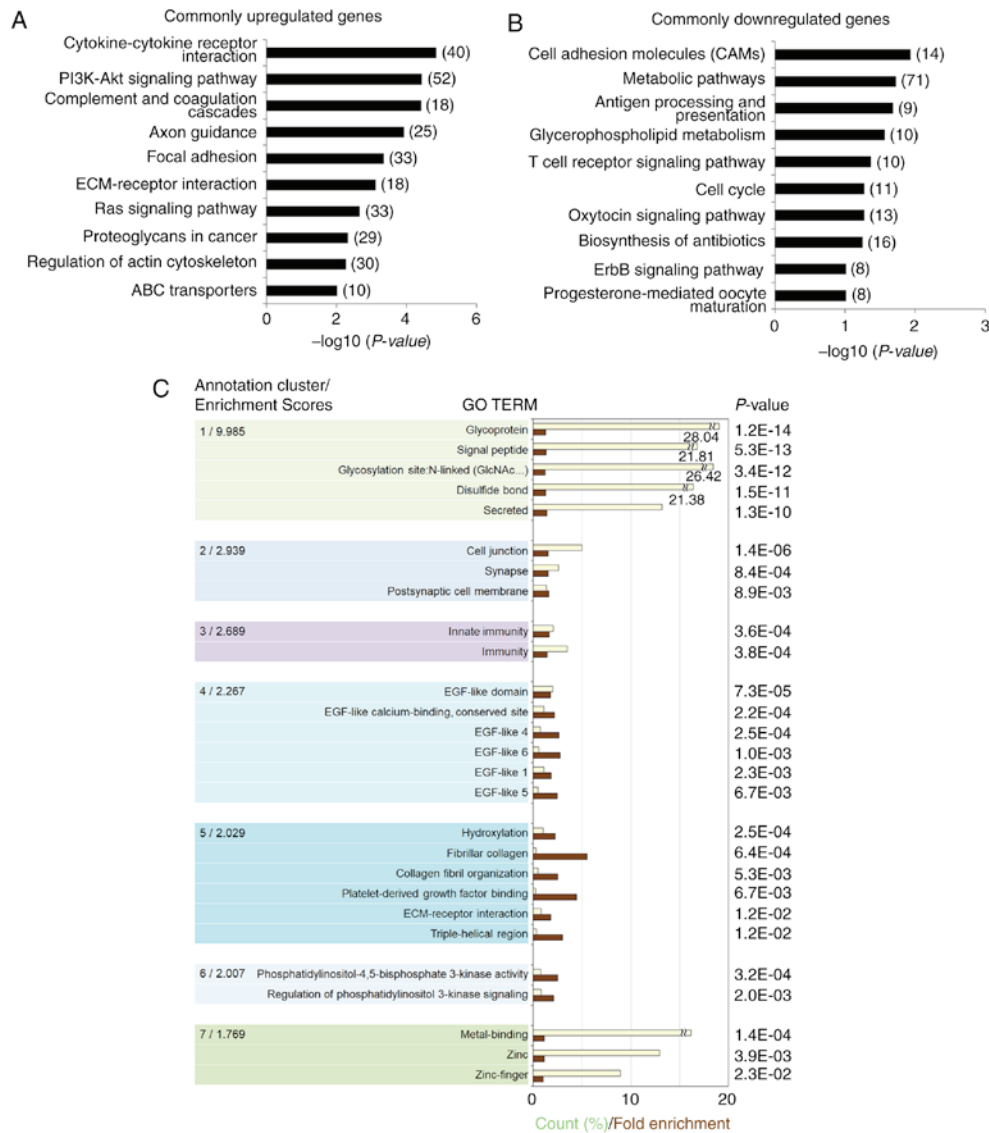 A
Commonly upregulated genes
Cytokine-cytokine receptor
interaction
(40)
PI3K-Akt signaling pathway
(52)
Complement and coagulation
cascades
(18)
Axon guidance
(25)
Focal adhesion
(33)
ECM-receptor interaction
(18)
Ras signaling pathway
(33)
Proteoglycans in cancer
(29)
Regulation of actin cytoskeleton
(30)
ABC transporters
(10)
0 2 4 6
–log10 (P-value)
B
Commonly downregulated genes
Cell adhesion molecules (CAMs)
(14)
Metabolic pathways
(71)
Antigen processing and
presentation
(9)
Glycerophospholipid metabolism
(10)
T cell receptor signaling pathway
(10)
Cell cycle
(11)
Oxytocin signaling pathway
(13)
Biosynthesis of antibiotics
(16)
ErbB signaling pathway
(8)
Progesterone-mediated oocyte
maturation
(8)
0 1 2 3
–log10 (P-value)
C
Annotation cluster/
Enrichment Scores GO TERM P-value
1 / 9.985 Glycoprotein 28.04 1.2E-14
Signal peptide 21.81 5.3E-13
Glycosylation site:N-linked (GlcNAc...) 26.42 3.4E-12
Disulfide bond 21.38 1.5E-11
Secreted 1.3E-10
2 / 2.939 Cell junction 1.4E-06
Synapse 8.4E-04
Postsynaptic cell membrane 8.9E-03
3 / 2.689 Innate immunity 3.6E-04
Immunity 3.8E-04
4 / 2.267 EGF-like domain 7.3E-05
EGF-like calcium-binding, conserved site 2.2E-04
EGF-like 4 2.5E-04
EGF-like 6 1.0E-03
EGF-like 1 2.3E-03
EGF-like 5 6.7E-03
5 / 2.029 Hydroxylation 2.5E-04
Fibrillar collagen 6.4E-04
Collagen fibril organization 5.3E-03
Platelet-derived growth factor binding 6.7E-03
ECM-receptor interaction 1.2E-02
Triple-helical region 1.2E-02
6 / 2.007 Phosphatidylinositol-4,5-bisphosphate 3-kinase activity 3.2E-04
Regulation of phosphatidylinositol 3-kinase signaling 2.0E-03
7 / 1.769 Metal-binding 1.4E-04
Zinc 3.9E-03
Zinc-finger 2.3E-02
0 10 20
Count (%)/Fold enrichment